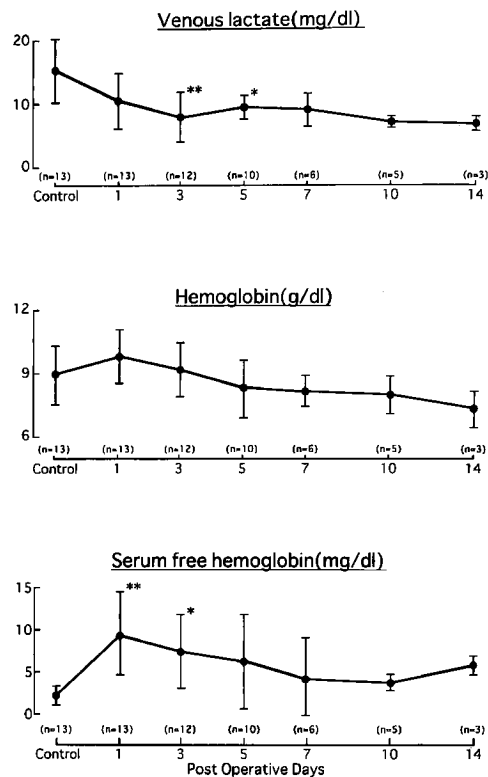 Venous lactate(mg/dl)
20
**
*
10
0
(n=13) (n=13) (n=12) (n=10) (n=6) (n=5) (n=3)
Control 1 3 5 7 10 14
Hemoglobin(g/dl)
12
9
6
(n=13) (n=13) (n=12) (n=10) (n=6) (n=5) (n=3)
Control 1 3 5 7 10 14
Serum free hemoglobin(mg/dl)
15
**
*
10
5
0
(n=13) (n=13) (n=12) (n=10) (n=6) (n=5) (n=3)
Control 1 3 5 7 10 14
Post Operative Days